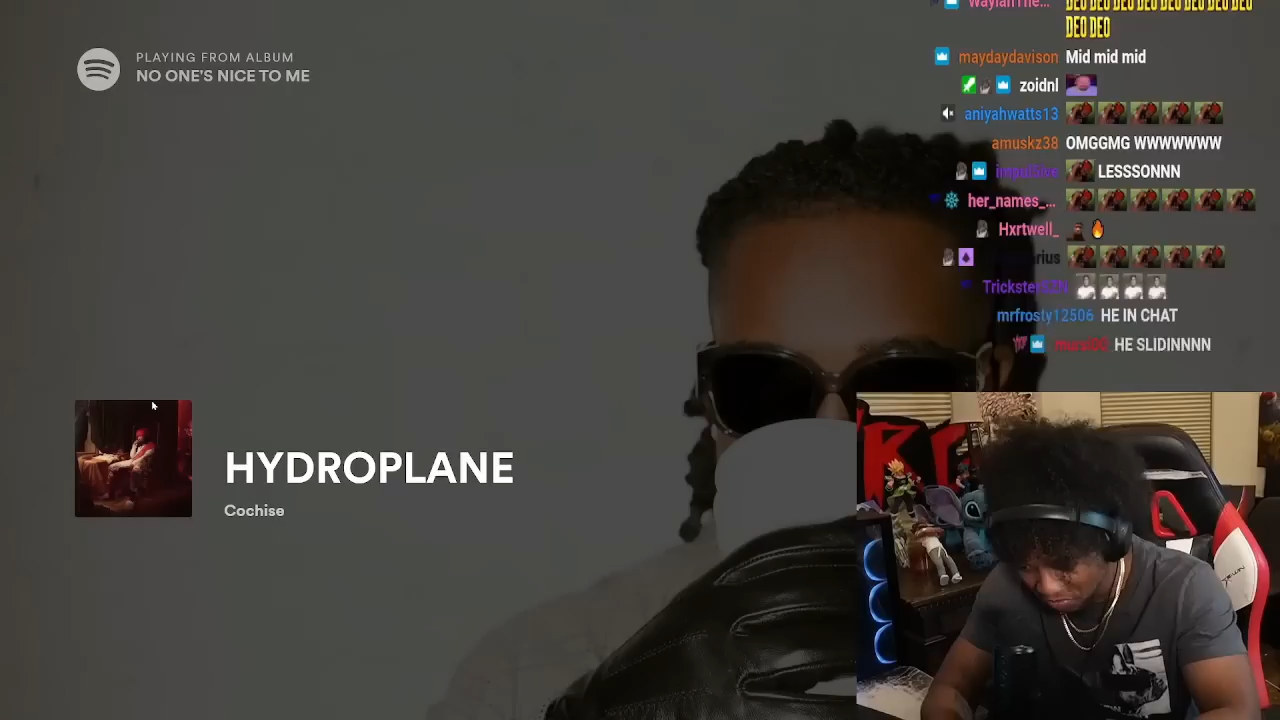 PLAYING FROM ALBUM
NO ONE'S NICE TO ME
HYDROPLANE
Cochise
DEO DEO DEO DEO DEO DEO DEO DEO
DEO DEO
maydaydavison Mid mid mid
zoidnl
aniyahwatts13
amuskz38 OMGGMG WWWWWWW
LESSSONNN
her_names_...
Hxrtwell_
mrfrosty12506 HE IN CHAT
HE SLIDINNNN